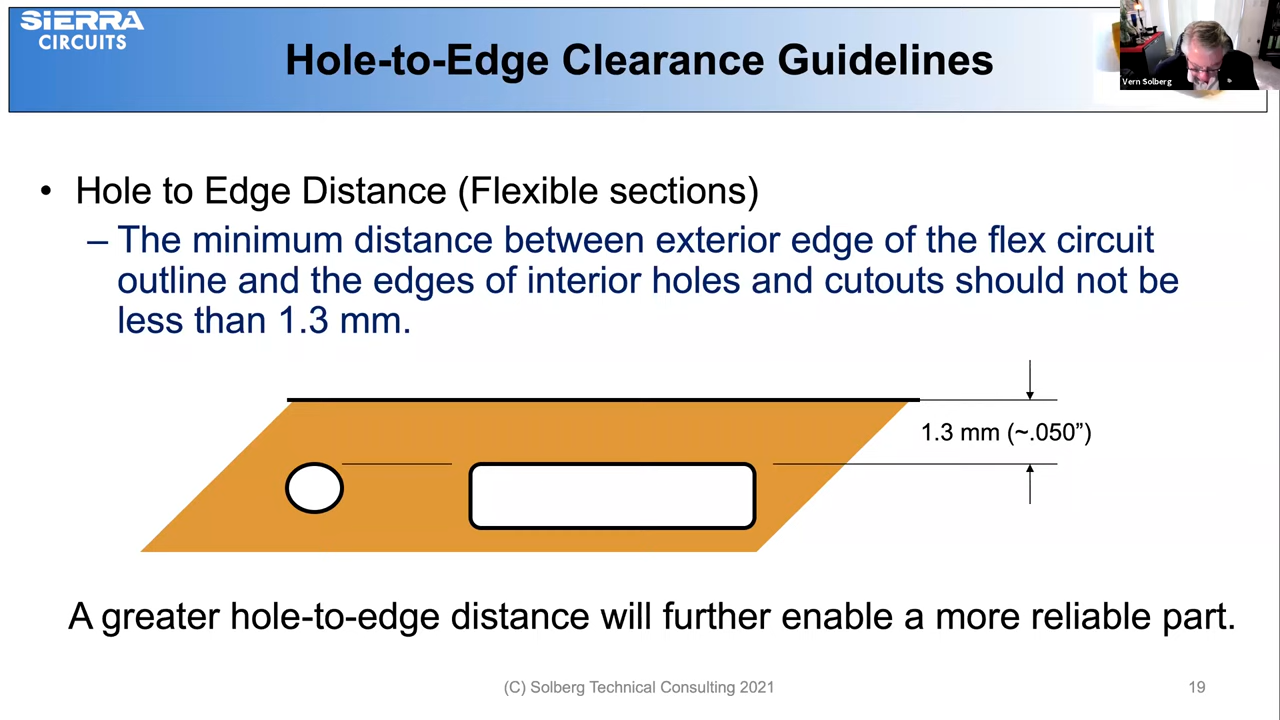 SIERRA
CIRCUITS
Hole-to-Edge Clearance Guidelines
Vern Solberg
• Hole to Edge Distance (Flexible sections)
– The minimum distance between exterior edge of the flex circuit
outline and the edges of interior holes and cutouts should not be
less than 1.3 mm.
1.3 mm (~.050”)
A greater hole-to-edge distance will further enable a more reliable part.
(C) Solberg Technical Consulting 2021
19